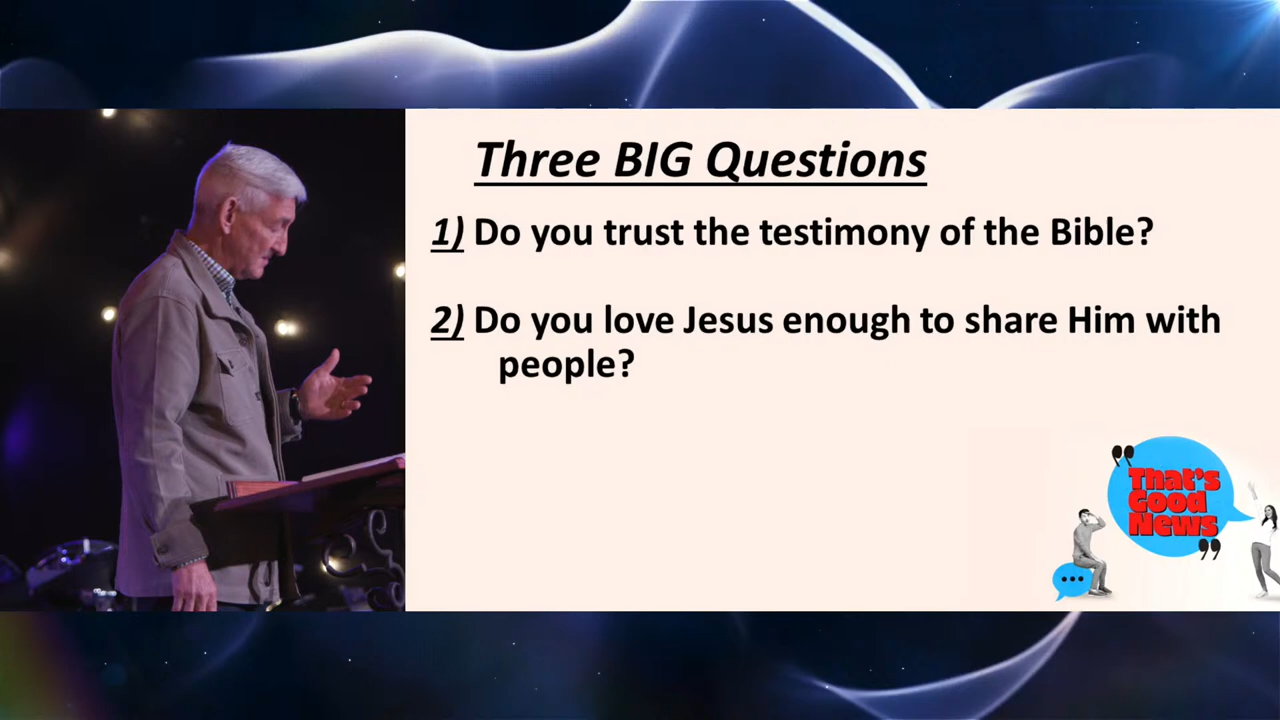 Three BIG Questions
1) Do you trust the testimony of the Bible?
2) Do you love Jesus enough to share Him with
people?
"That's
Good
News"